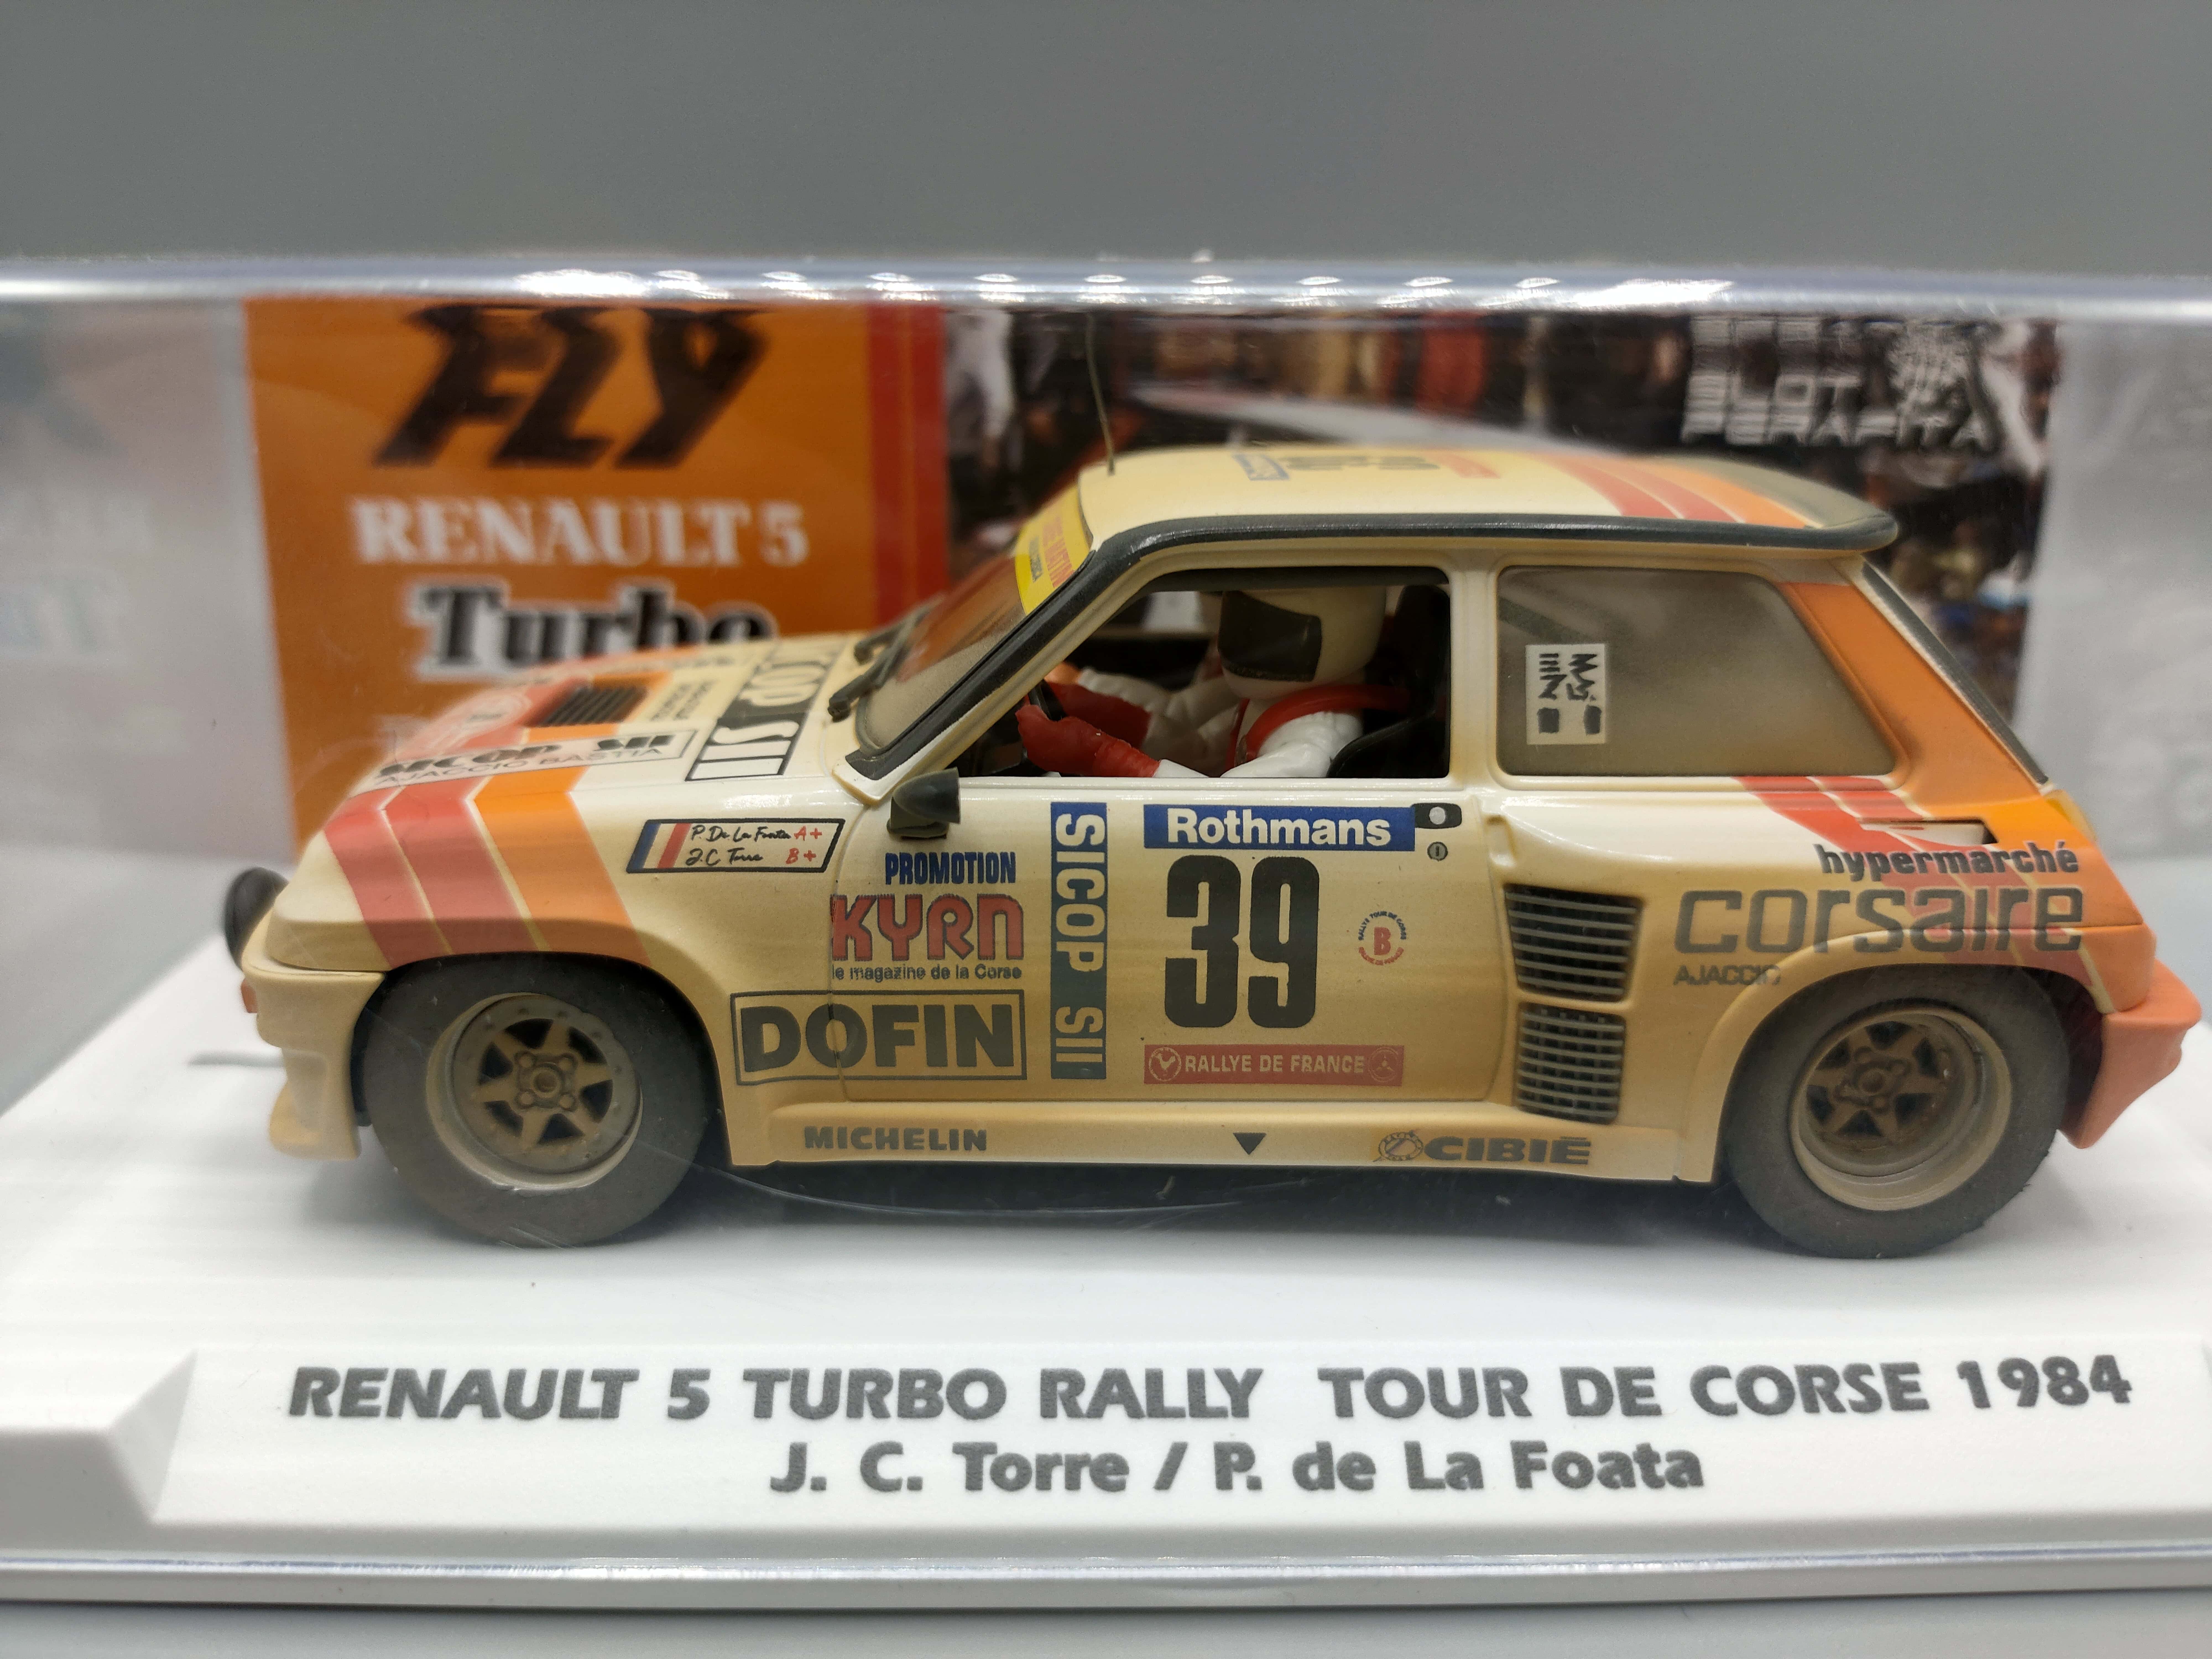 FLY
RENAULT 5
Turbo
SLOT
PERAFITA
SICOP SII
AJACCIO BASTIA
P. De La Foata A+
J.C Torre B+
PROMOTION
KYRN
le magazine de la Corse
DOFIN
SICOP SII
Rothmans
39
B
RALLYE DE FRANCE
hypermarché
corsaire
AJACCIO
MICHELIN
CIBIÉ
RENAULT 5 TURBO RALLY TOUR DE CORSE 1984
J. C. Torre / P. de La Foata